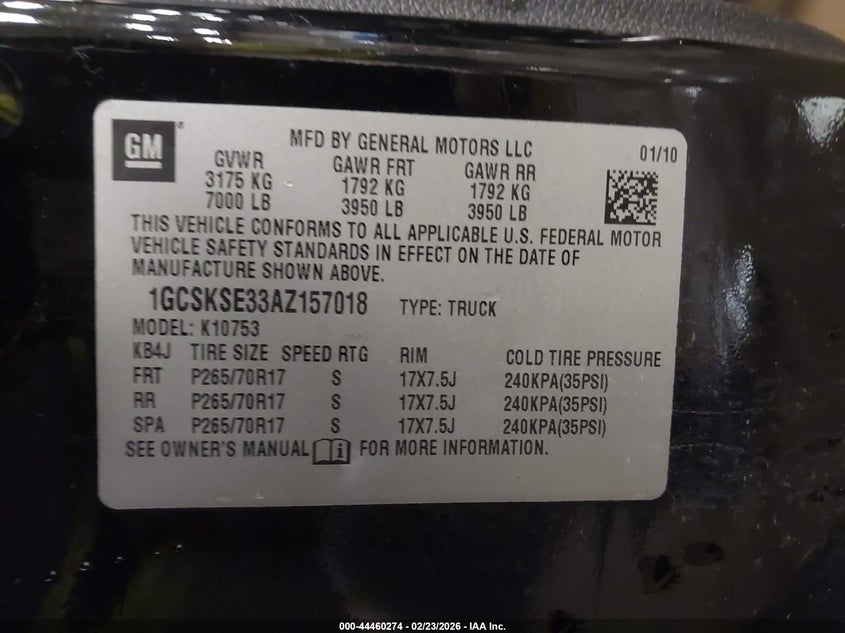 GM®
MFD BY GENERAL MOTORS LLC
01/10
GVWR GAWR FRT GAWR RR
3175 KG 1792 KG 1792 KG
7000 LB 3950 LB 3950 LB
THIS VEHICLE CONFORMS TO ALL APPLICABLE U.S. FEDERAL MOTOR
VEHICLE SAFETY STANDARDS IN EFFECT ON THE DATE OF
MANUFACTURE SHOWN ABOVE.
1GCSKSE33AZ157018 TYPE: TRUCK
MODEL: K10753
KB4J TIRE SIZE SPEED RTG RIM COLD TIRE PRESSURE
FRT P265/70R17 S 17X7.5J 240KPA(35PSI)
RR P265/70R17 S 17X7.5J 240KPA(35PSI)
SPA P265/70R17 S 17X7.5J 240KPA(35PSI)
SEE OWNER'S MANUAL i FOR MORE INFORMATION.
000-44460274 - 02/23/2026 - IAA Inc.